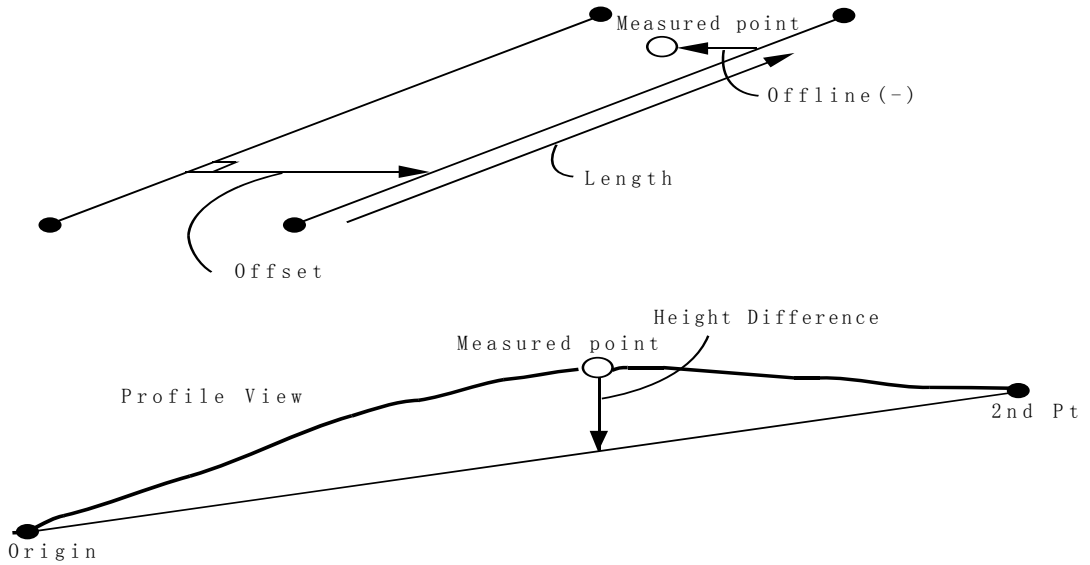 Measured point
Offline(-)
Length
Offset
Height Difference
Measured point
Profile View
2nd Pt
Origin